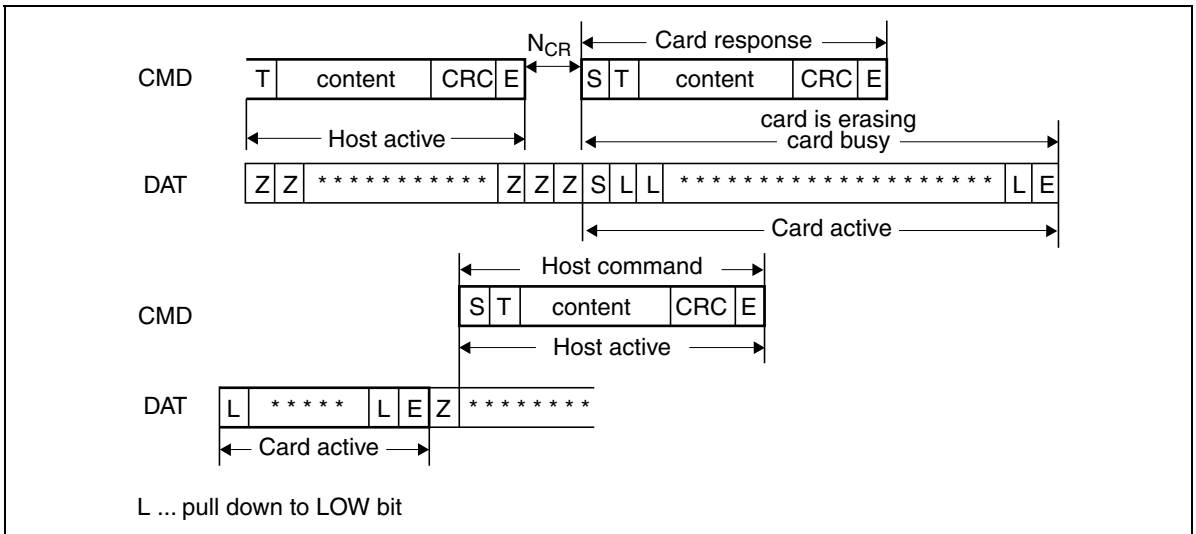 N_CR Card response
CMD T content CRC E S T content CRC E
card is erasing
Host active card busy
DAT Z Z * * * * * * * * * * * Z Z Z S L L * * * * * * * * * * * * * * * * * * * * L E
Card active
Host command
CMD S T content CRC E
Host active
DAT L * * * * * L E Z * * * * * * * *
Card active
L ... pull down to LOW bit